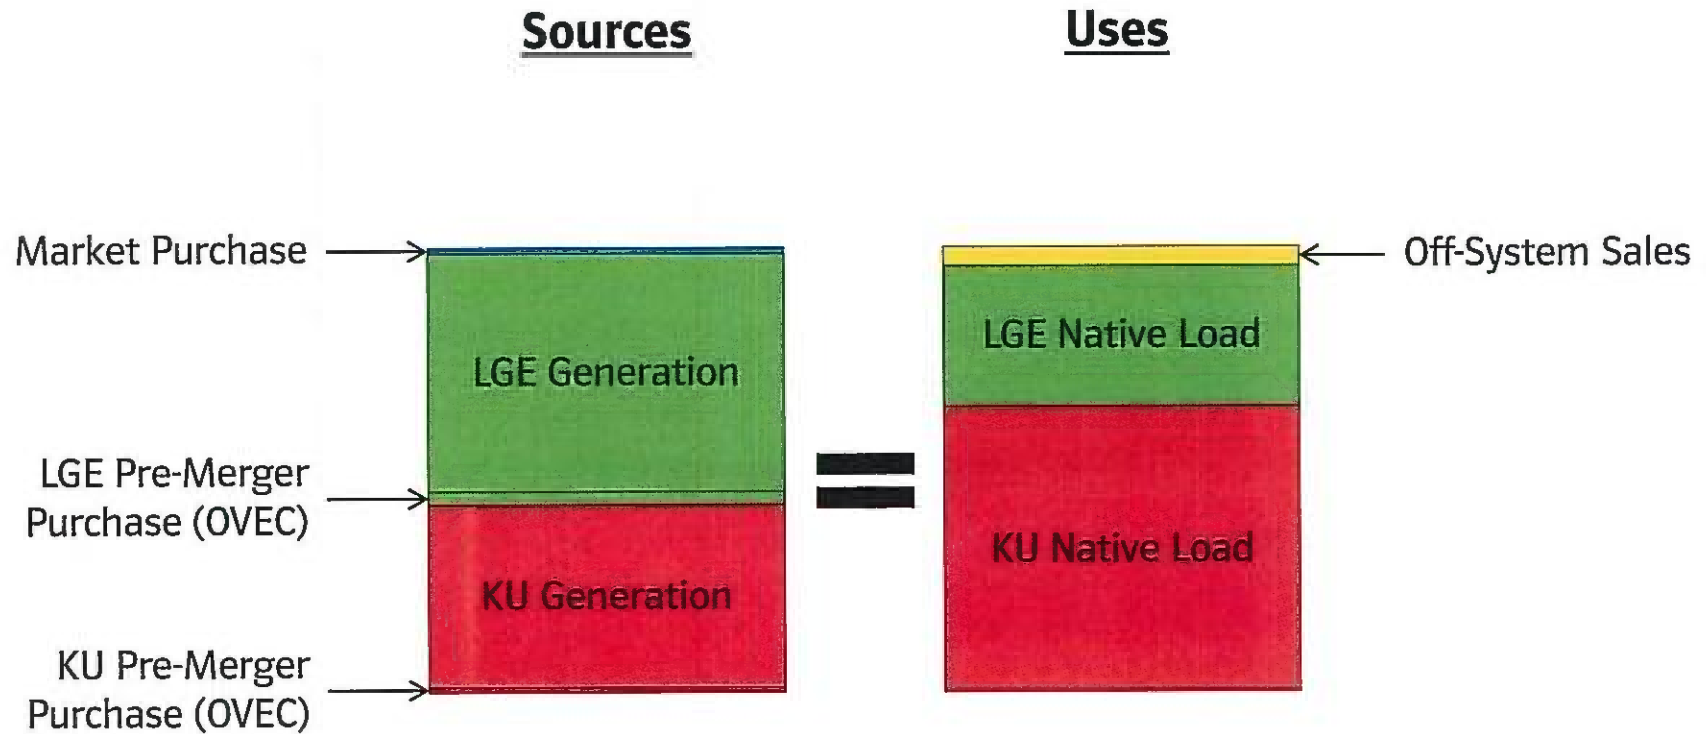 Sources
Uses
Market Purchase
Off-System Sales
LGE Generation
LGE Native Load
LGE Pre-Merger
Purchase (OVEC)
KU Generation
KU Native Load
KU Pre-Merger
Purchase (OVEC)